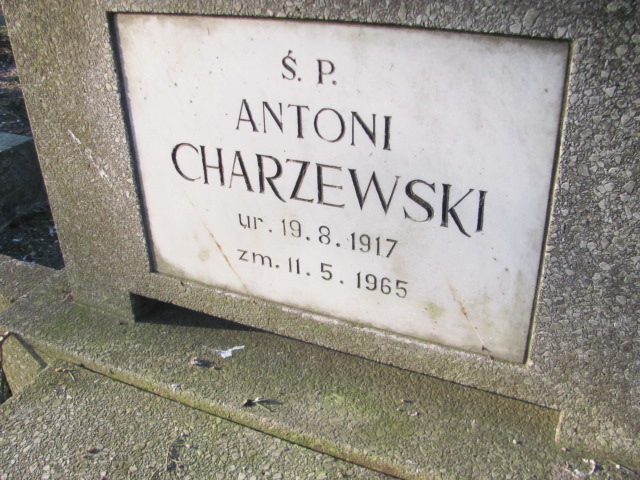 Ś. P.
ANTONI
CHARZEWSKI
ur. 19. 8. 1917
zm. 11. 5. 1965